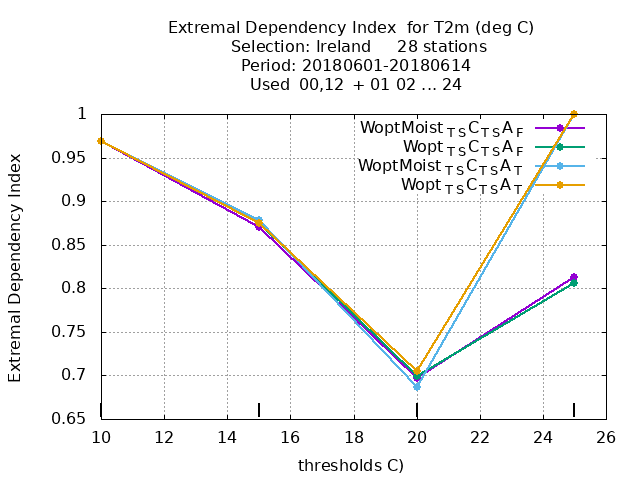 Extremal Dependency Index  for T2m (deg C)
Selection: Ireland     28 stations
Period: 20180601-20180614
Used  00,12  + 01 02 ... 24
Extremal Dependency Index
1
0.95
0.9
0.85
0.8
0.75
0.7
0.65
WoptMoist TS C TS A F
Wopt TS C TS A F
WoptMoist TS C TS A T
Wopt TS C TS A T
10 12 14 16 18 20 22 24 26
thresholds C)